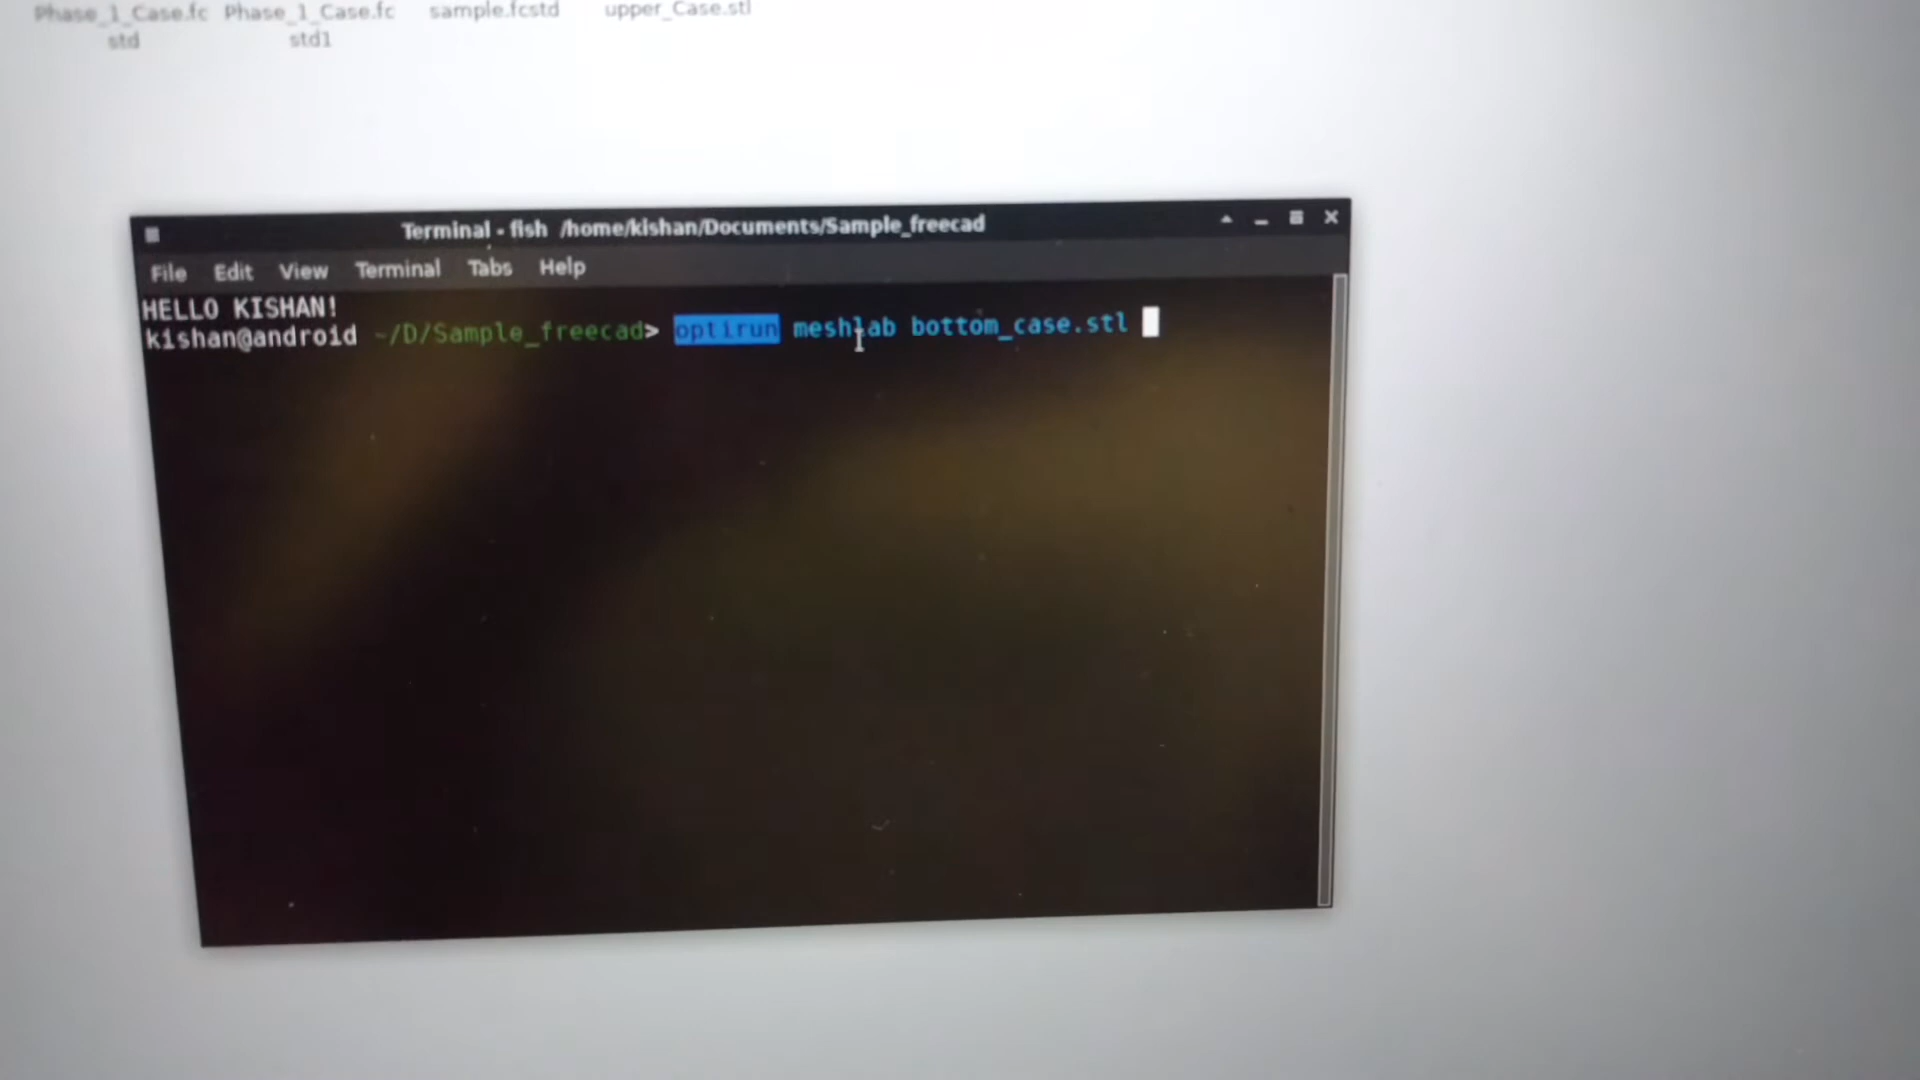 Phase_1_Case.fc Phase_1_Case.fc sample.fcstd upper_Case.stl
std std1
Terminal - fish /home/kishan/Documents/Sample_freecad
File Edit View Terminal Tabs Help
HELLO KISHAN!
kishan@android ~/D/Sample_freecad> optirun meshlab bottom_case.stl